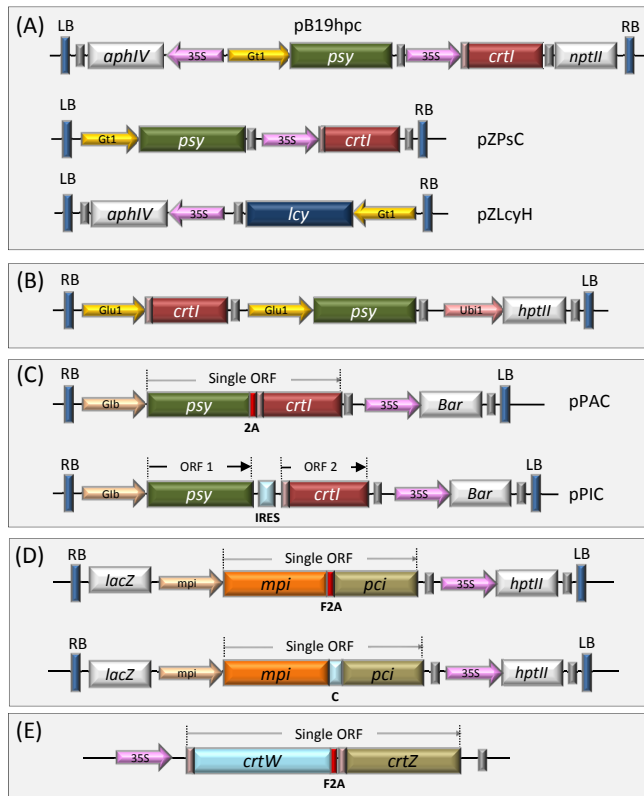 (A) pB19hpc
LB RB
aphIV 35S Gt1 psy 35S crtI nptII
LB RB
Gt1 psy 35S crtI pZPsC
LB RB
aphIV 35S lcy Gt1 pZLcyH
(B)
RB LB
Glu1 crtI Glu1 psy Ubi1 hptII
(C)
RB Single ORF LB
Glb psy crtI 35S Bar pPAC
2A
RB ORF 1 ORF 2 LB
Glb psy crtI 35S Bar pPIC
IRES
(D)
RB Single ORF LB
lacZ mpi mpi pci 35S hptII
F2A
RB Single ORF LB
lacZ mpi mpi pci 35S hptII
C
(E)
Single ORF
35S crtW crtZ
F2A